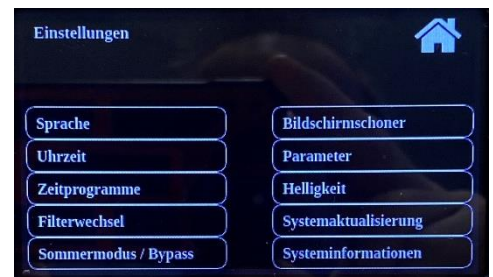 Einstellungen
Sprache
Uhrzeit
Zeitprogramme
Filterwechsel
Sommermodus / Bypass
Bildschirmschoner
Parameter
Helligkeit
Systemaktualisierung
Systeminformationen